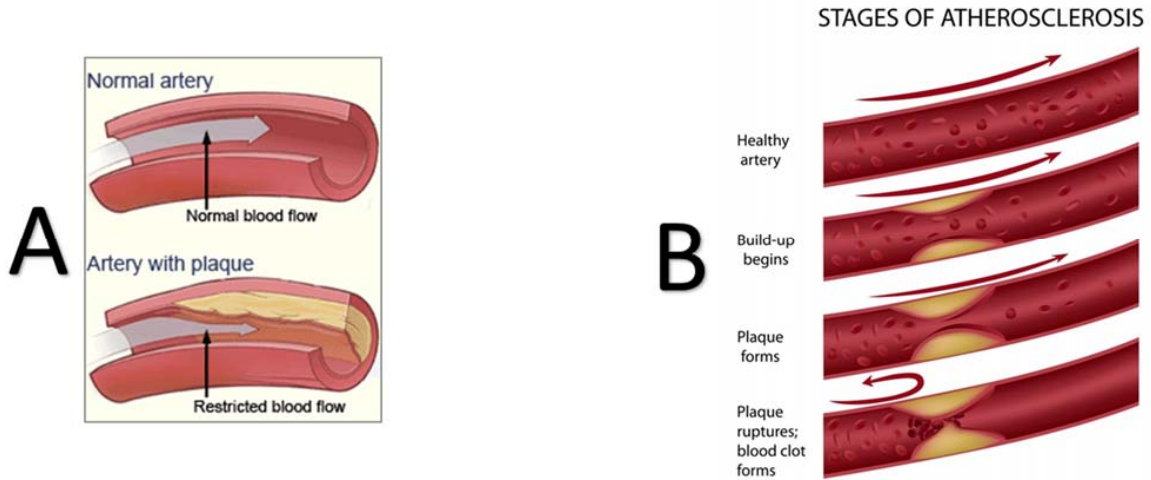 A
Normal artery
Normal blood flow
Artery with plaque
Restricted blood flow
B
STAGES OF ATHEROSCLEROSIS
Healthy
artery
Build-up
begins
Plaque
forms
Plaque
ruptures;
blood clot
forms